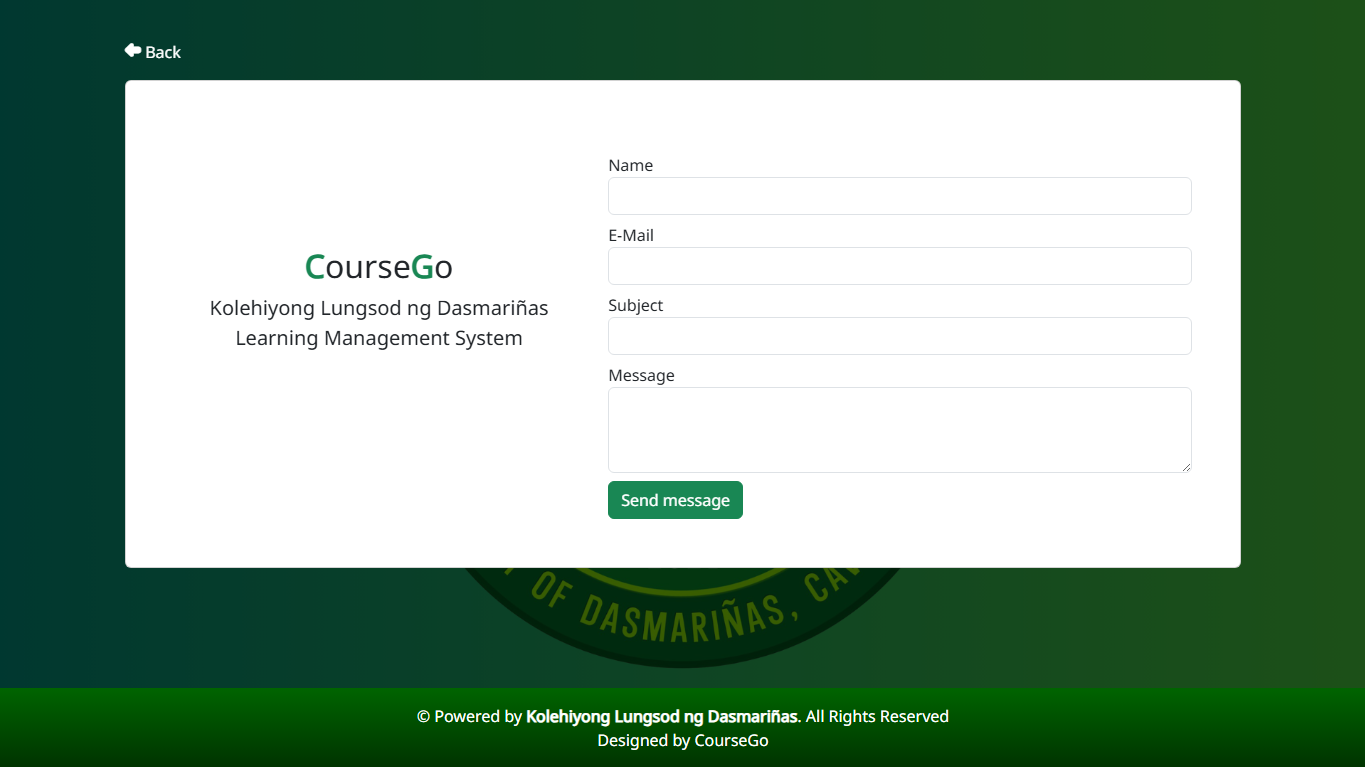 Back
CourseGo
Kolehiyong Lungsod ng Dasmariñas
Learning Management System
Name
E-Mail
Subject
Message
Send message
OF DASMARIÑAS,
© Powered by Kolehiyong Lungsod ng Dasmariñas. All Rights Reserved
Designed by CourseGo